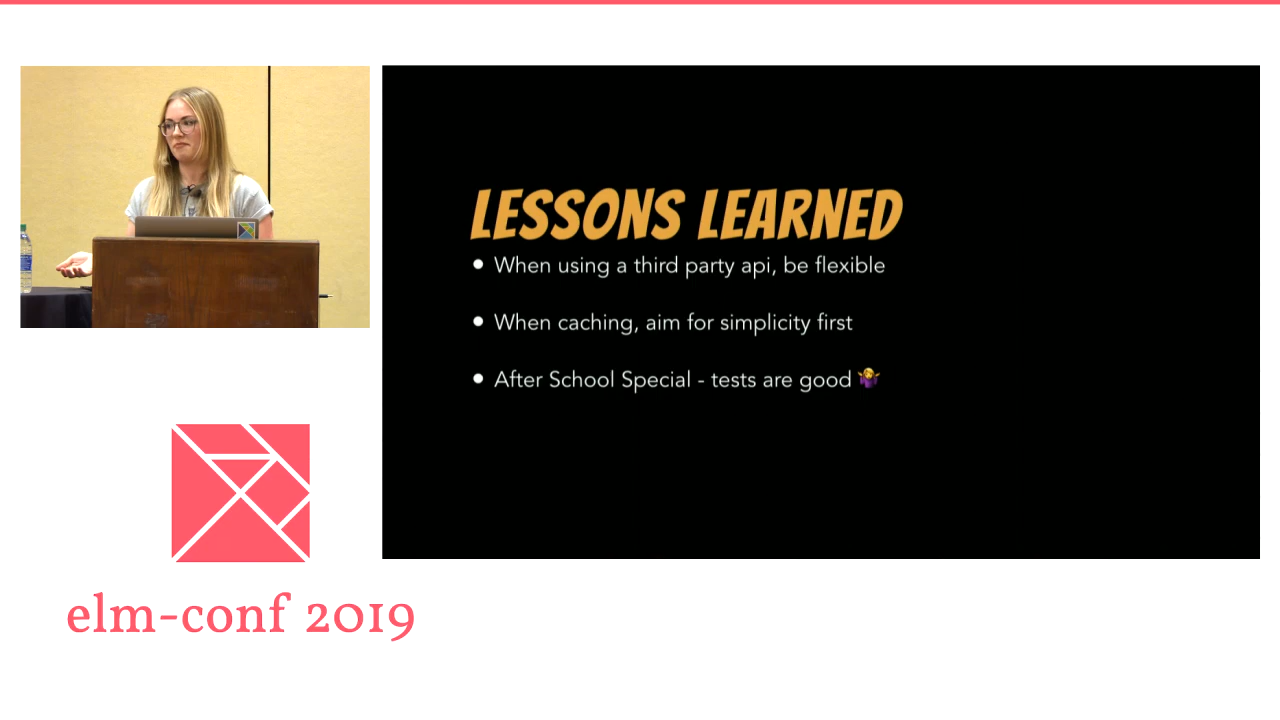 LESSONS LEARNED
• When using a third party api, be flexible
• When caching, aim for simplicity first
• After School Special - tests are good 🤷‍♀️
elm-conf 2019